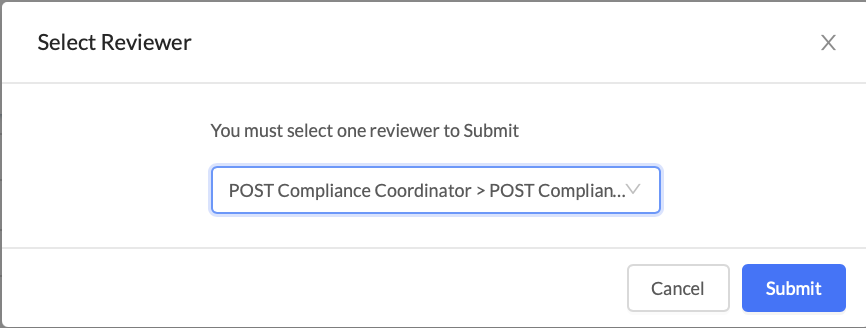 Select Reviewer
You must select one reviewer to Submit
POST Compliance Coordinator > POST Complian...
Cancel
Submit